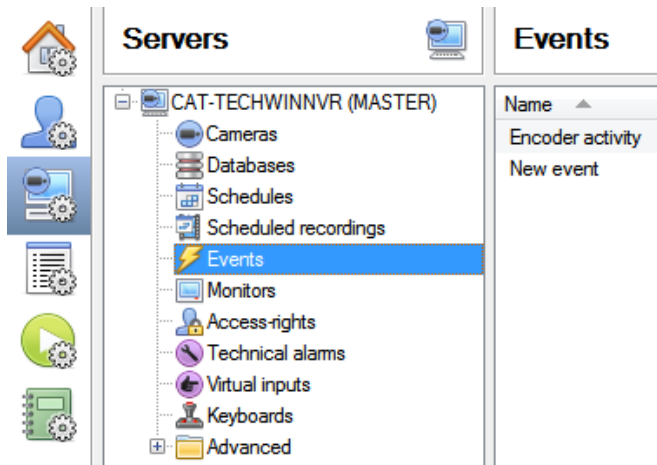 Servers
CAT-TECHWINNVR (MASTER)
Cameras
Databases
Schedules
Scheduled recordings
Events
Monitors
Access-rights
Technical alarms
Virtual inputs
Keyboards
Advanced
Events
Name
Encoder activity
New event